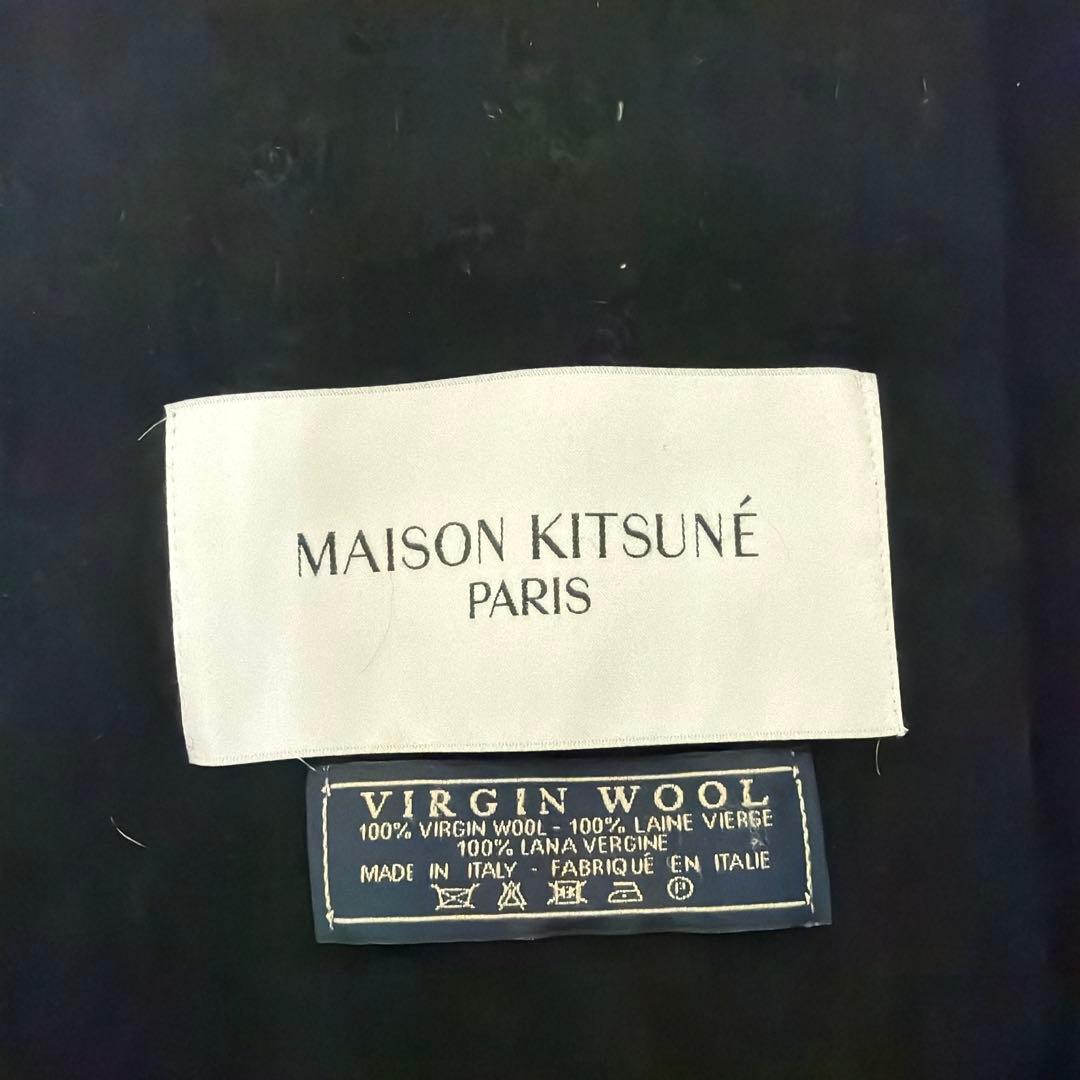 MAISON KITSUNÉ
PARIS
VIRGIN WOOL
100% VIRGIN WOOL - 100% LAINE VIERGE
100% LANA VERGINE
MADE IN ITALY - FABRIQUÉ EN ITALIE
P